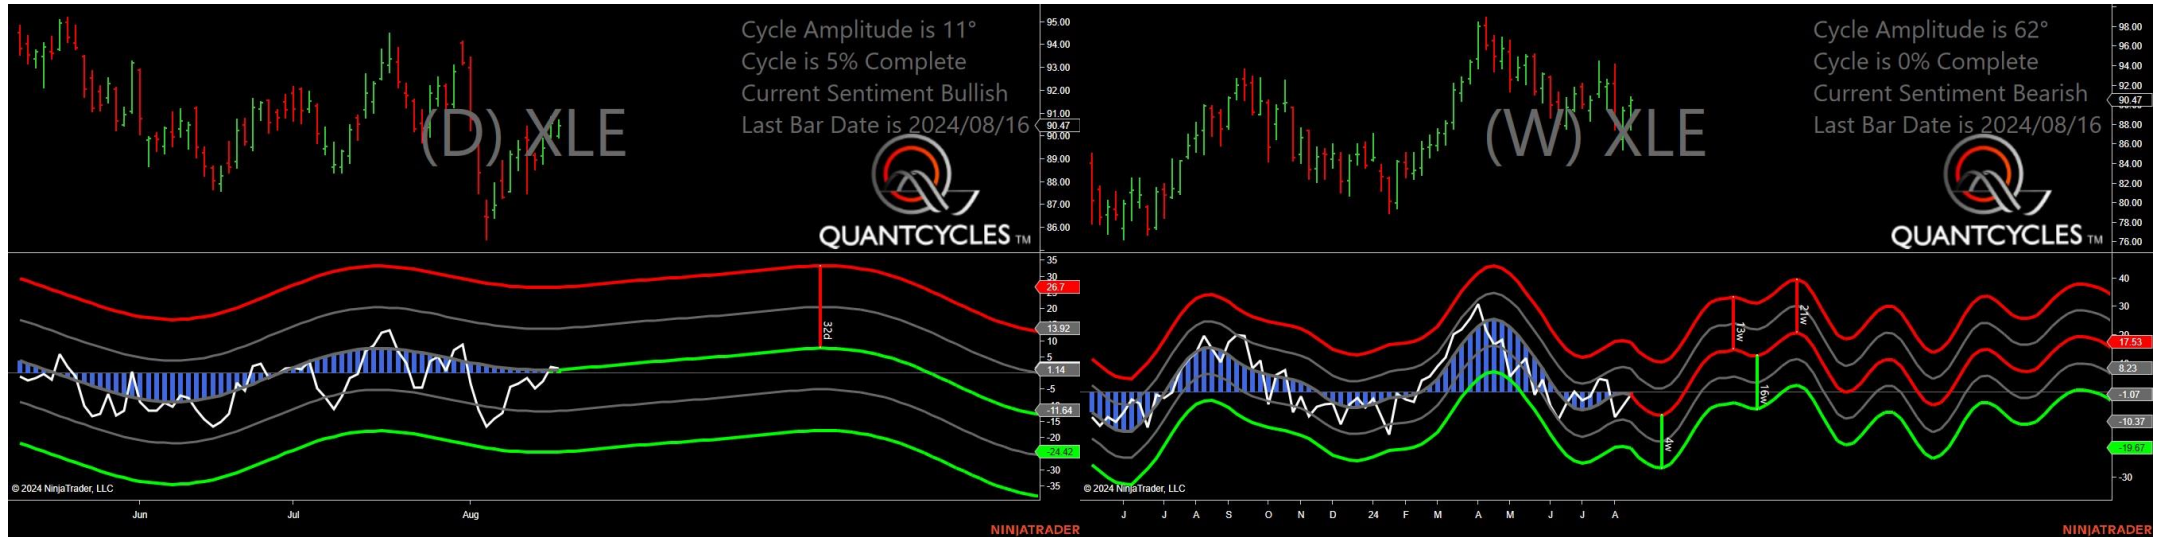 Cycle Amplitude is 11°
Cycle is 5% Complete
Current Sentiment Bullish
Last Bar Date is 2024/08/16
(D) XLE
QUANTCYCLES TM
95.00
94.00
93.00
92.00
91.00
90.47
90.00
89.00
88.00
87.00
86.00
35
30
26.7
20
13.92
10
5
1.14
-5
-11.64
-15
-20
-24.42
-30
-35
32d
© 2024 NinjaTrader, LLC
Jun
Jul
Aug
NINJATRADER
Cycle Amplitude is 62°
Cycle is 0% Complete
Current Sentiment Bearish
Last Bar Date is 2024/08/16
(W) XLE
QUANTCYCLES TM
98.00
96.00
94.00
92.00
90.47
88.00
86.00
84.00
82.00
80.00
78.00
76.00
40
30
17.53
8.23
-1.07
-10.37
-19.67
-30
4w
13w
16w
21w
© 2024 NinjaTrader, LLC
J J A S O N D 24 F M A M J J A
NINJATRADER